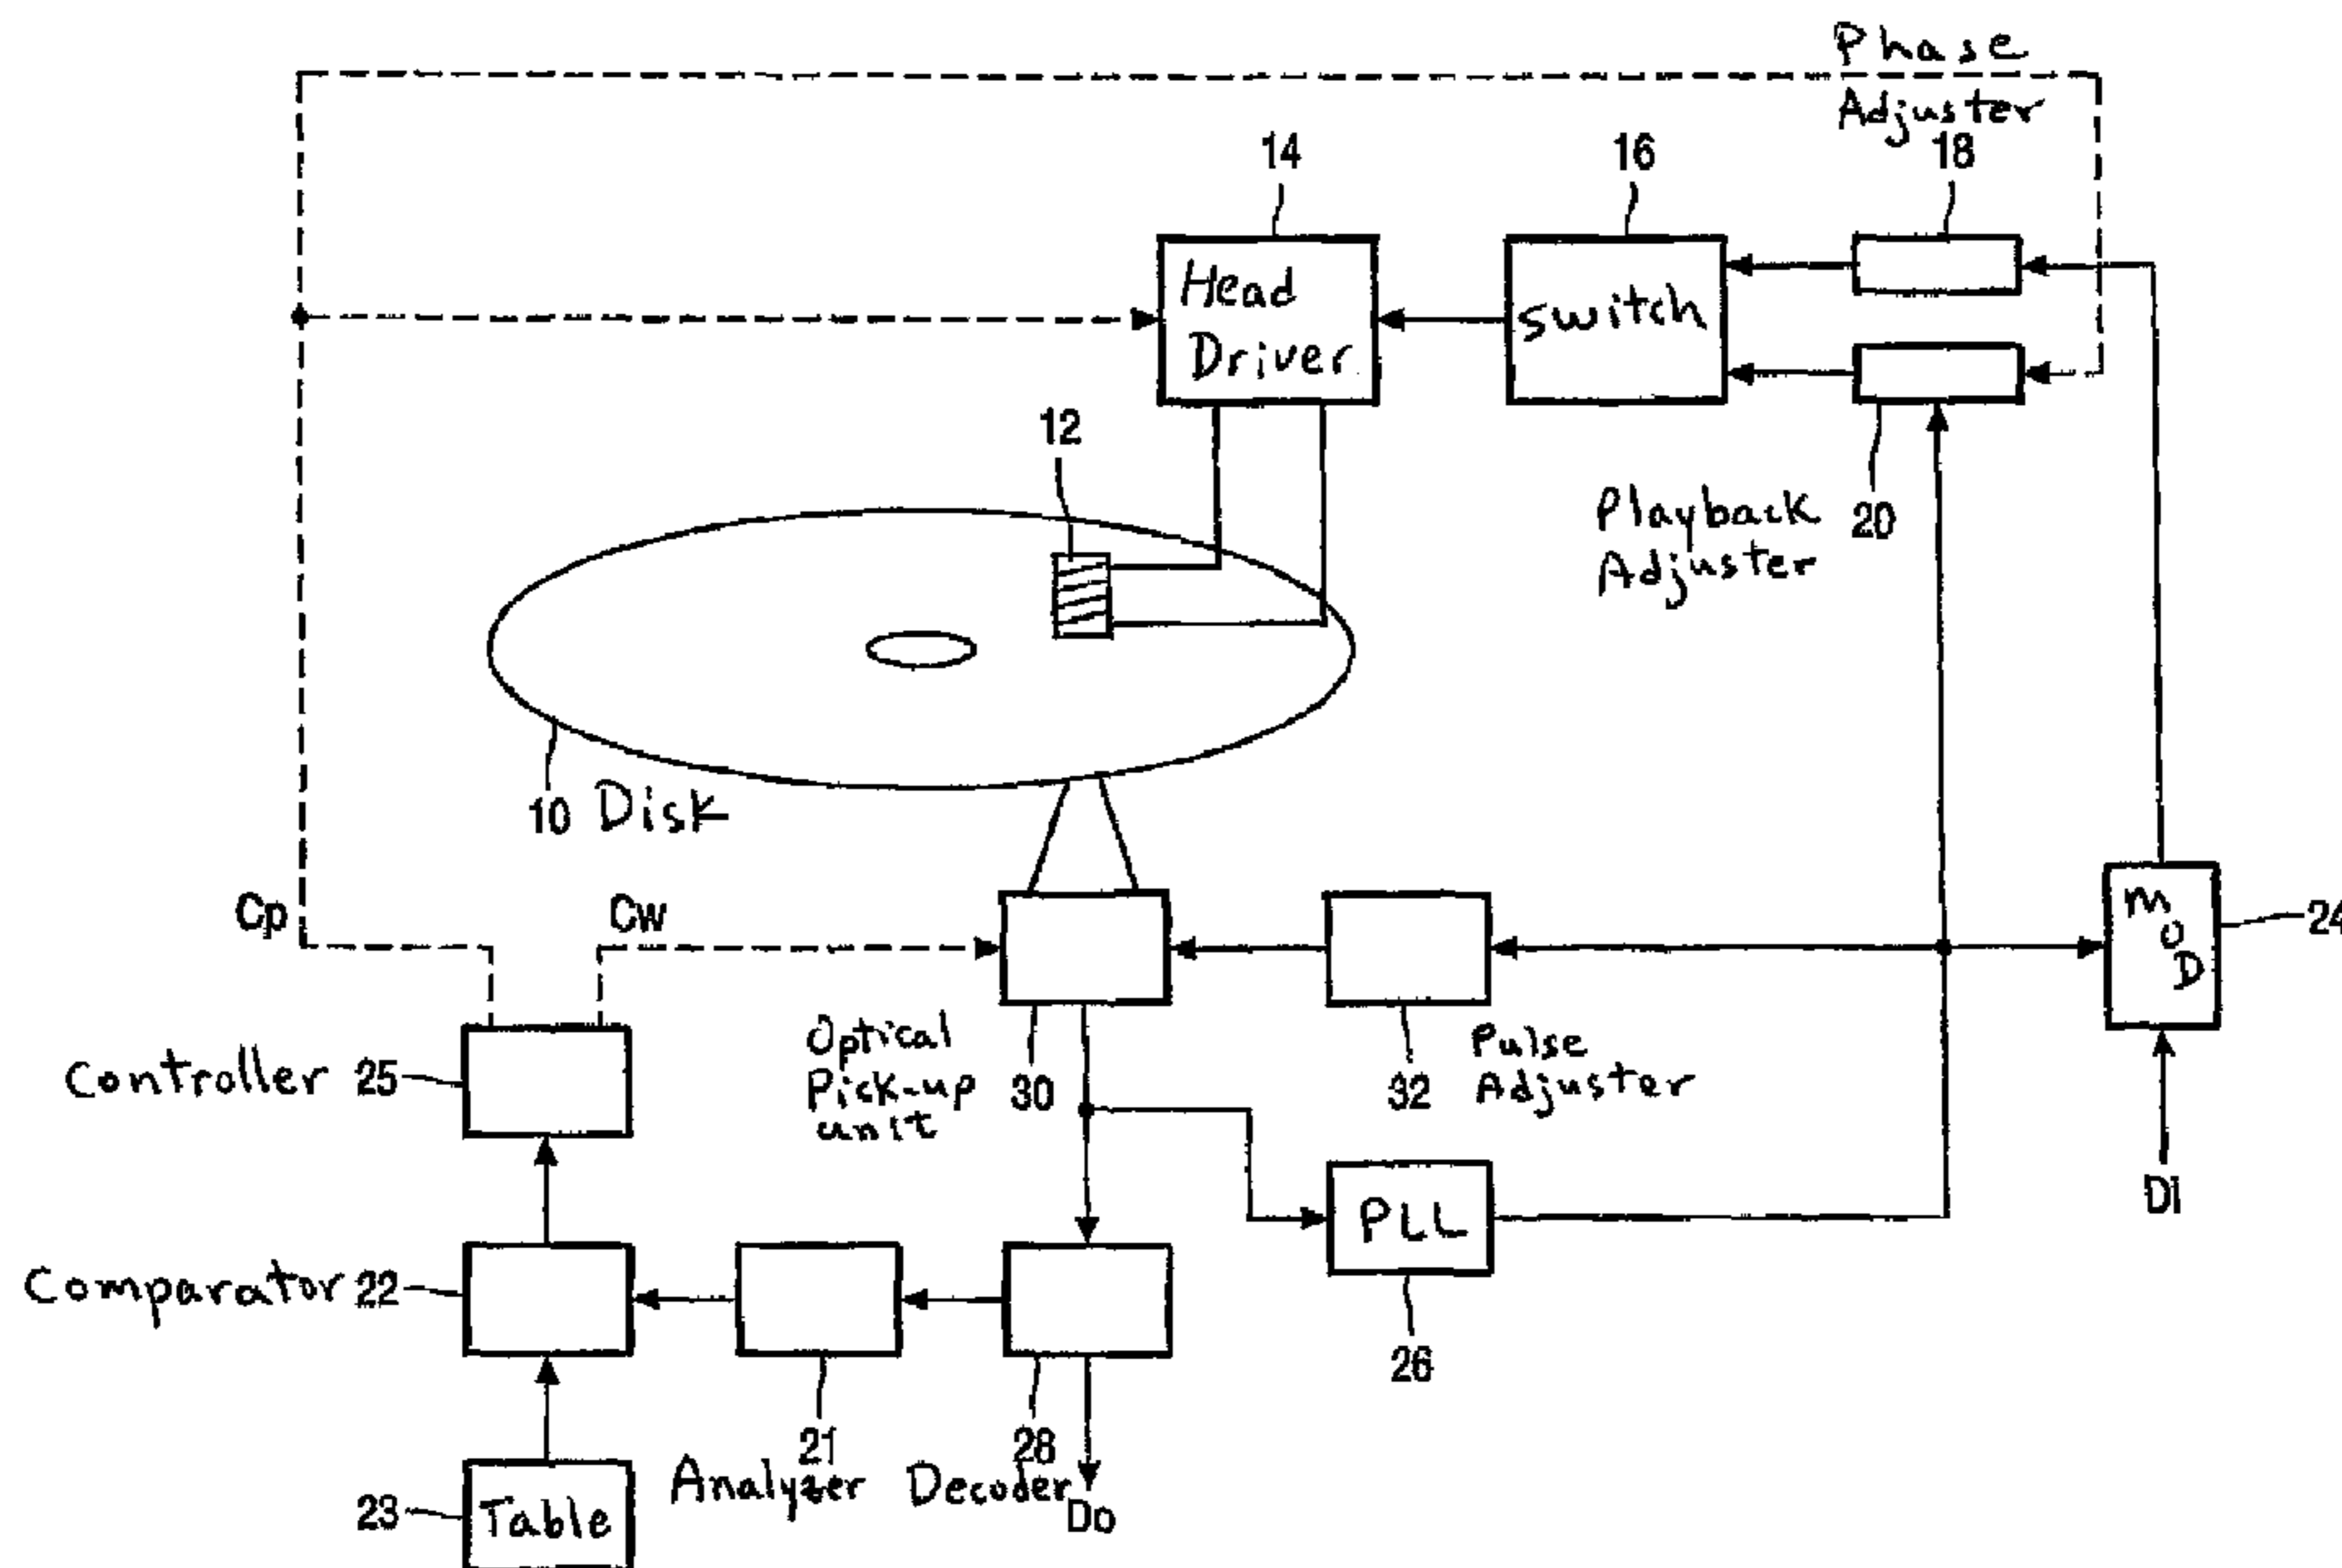 Phase
Adjuster
14
16
18
Head
Driver
Switch
12
Playback
Adjuster
20
10 Disk
Cp
Cw
MOD
24
Optical
Pick-up
unit
30
32
Pulse
Adjuster
Controller 25
PLL
Di
Comparator 22
26
21
Analyzer
28
Decoder
Do
23
Table